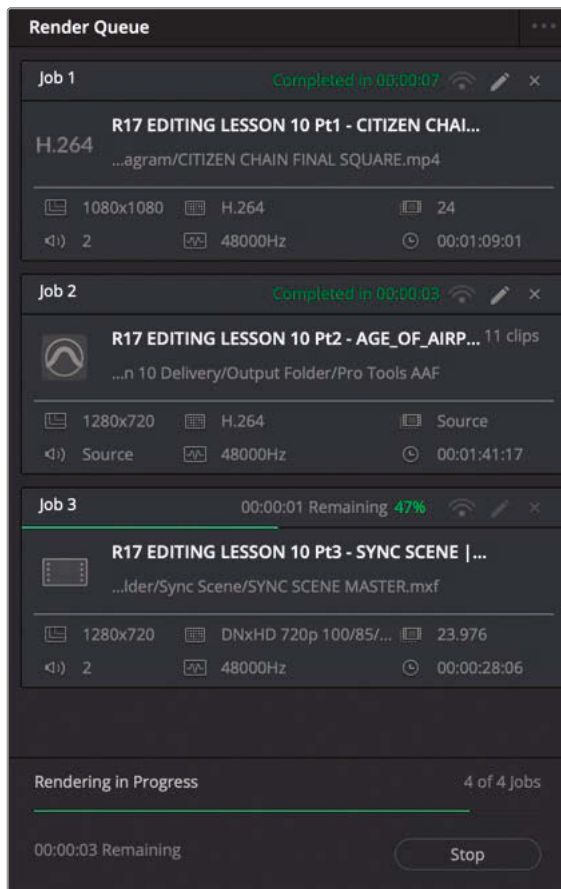 Render Queue
Job 1 Completed in 00:00:07
R17 EDITING LESSON 10 Pt1 - CITIZEN CHAI...
H.264
...agram/CITIZEN CHAIN FINAL SQUARE.mp4
1080x1080 H.264 24
2 48000Hz 00:01:09:01
Job 2 Completed in 00:00:03
R17 EDITING LESSON 10 Pt2 - AGE_OF_AIRP... 11 clips
...n 10 Delivery/Output Folder/Pro Tools AAF
1280x720 H.264 Source
Source 48000Hz 00:01:41:17
Job 3 00:00:01 Remaining 47%
R17 EDITING LESSON 10 Pt3 - SYNC SCENE |...
...lder/Sync Scene/SYNC SCENE MASTER.mxf
1280x720 DNxHD 720p 100/85/... 23.976
2 48000Hz 00:00:28:06
Rendering in Progress 4 of 4 Jobs
00:00:03 Remaining Stop